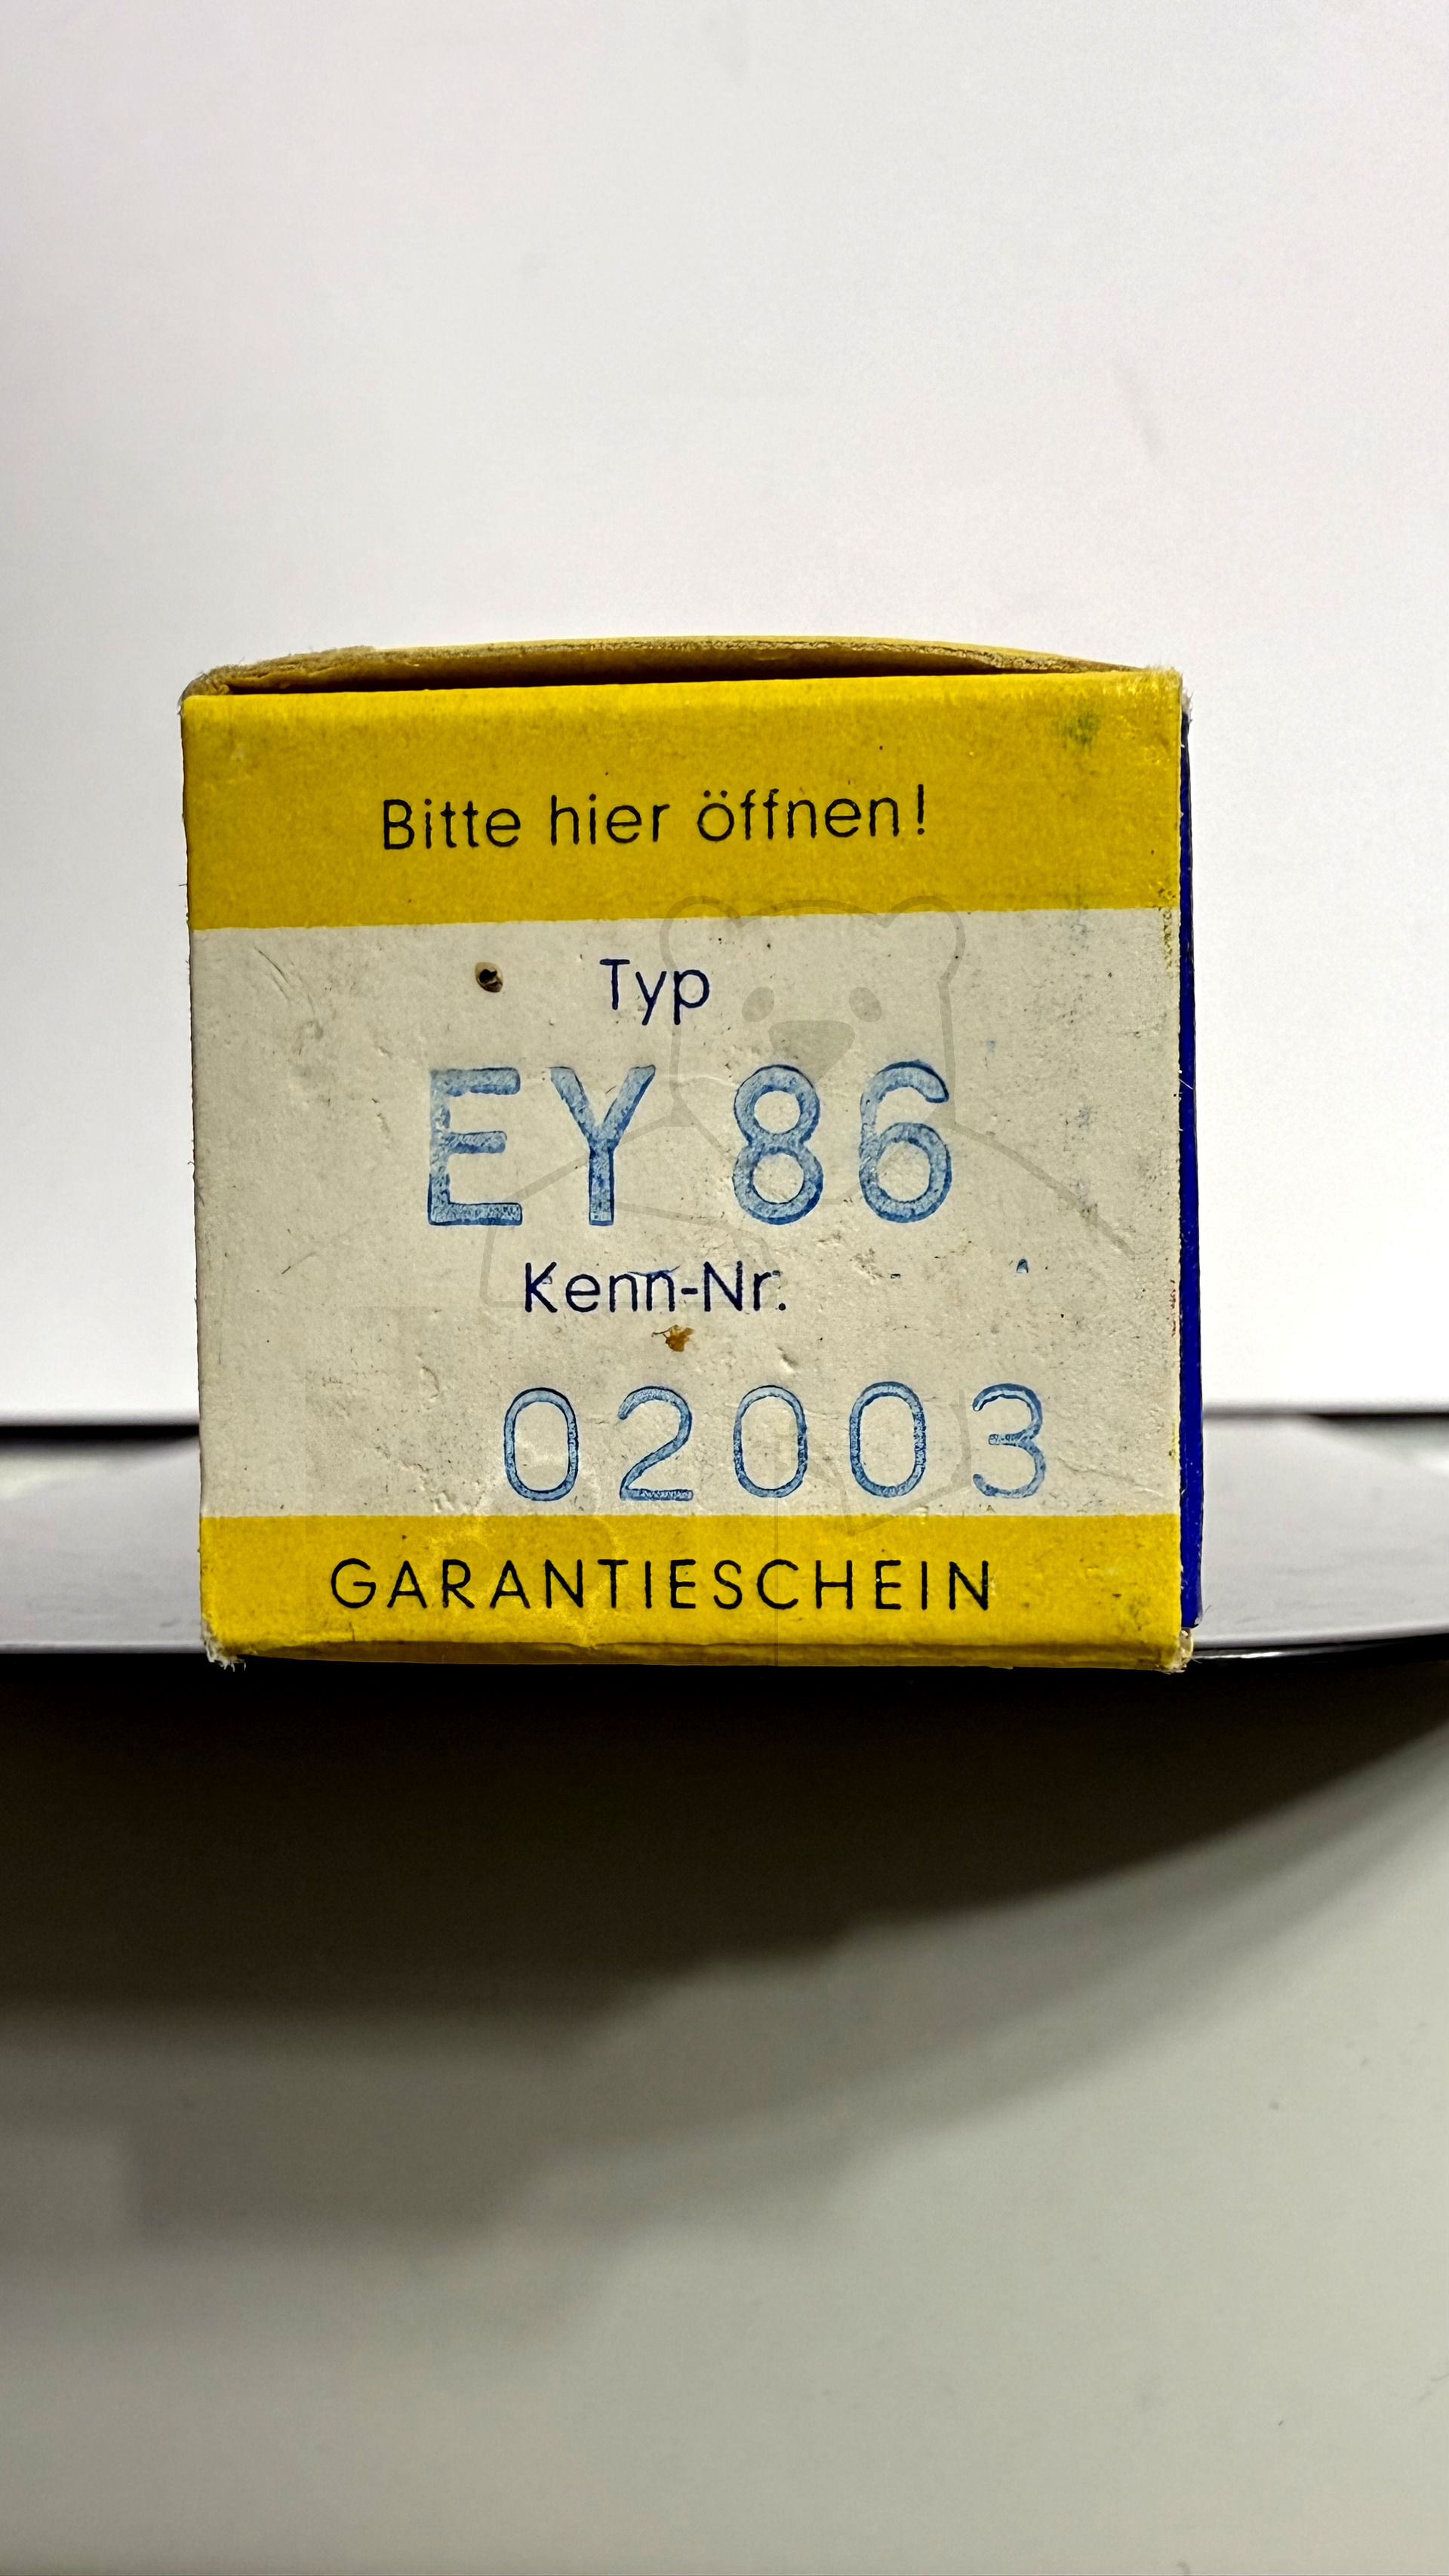 Bitte hier öffnen!
Typ
EY 86
Kenn-Nr.
02003
GARANTIESCHEIN